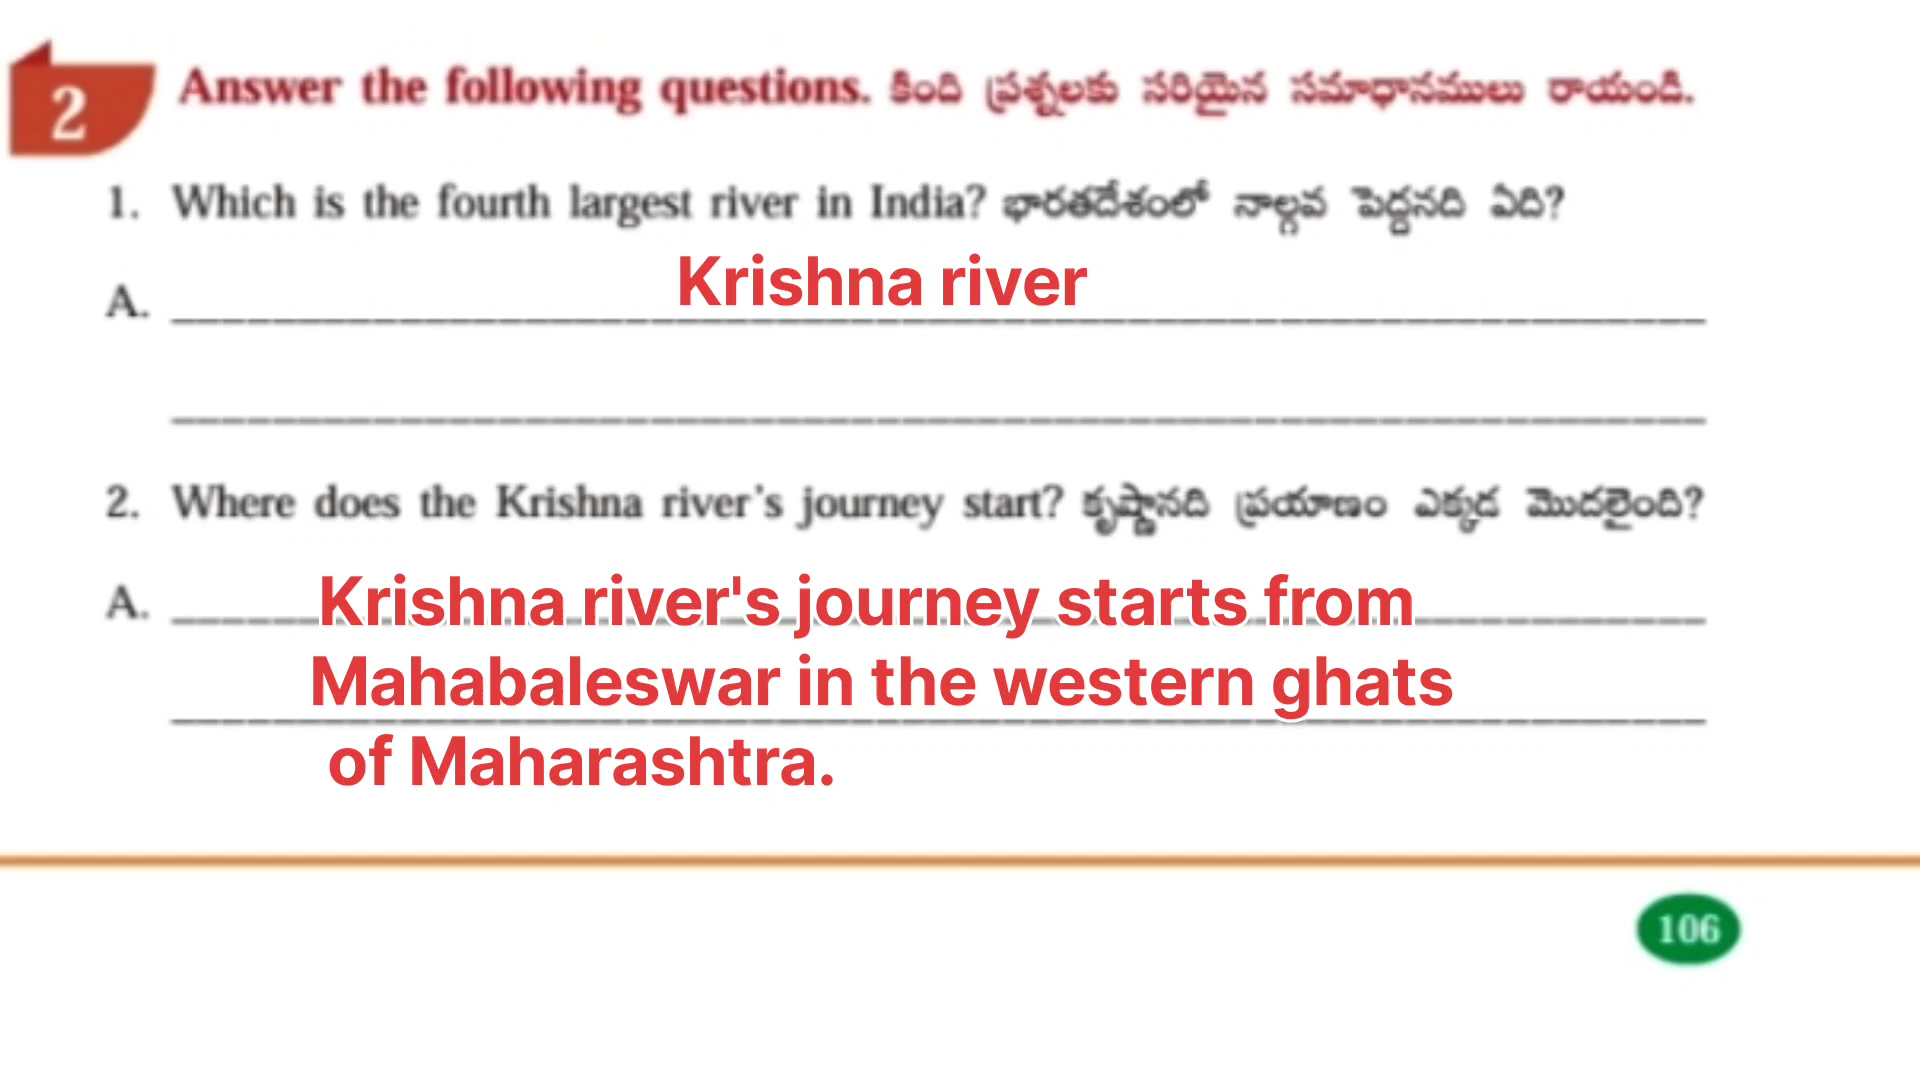 2 Answer the following questions. కింది ప్రశ్నలకు సరియైన సమాధానములు రాయండి.
1. Which is the fourth largest river in India? భారతదేశంలో నాల్గవ పెద్దనది ఏది?
A. Krishna river
2. Where does the Krishna river's journey start? కృష్ణానది ప్రయాణం ఎక్కడ మొదలైంది?
A. Krishna river's journey starts from
Mahabaleswar in the western ghats
of Maharashtra.
106